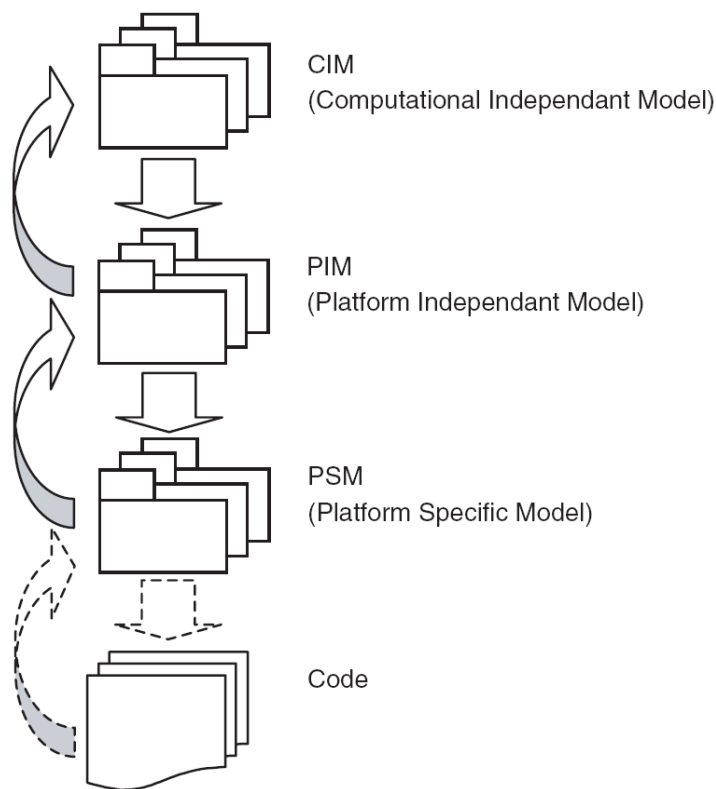 CIM
(Computational Independant Model)
PIM
(Platform Independant Model)
PSM
(Platform Specific Model)
Code